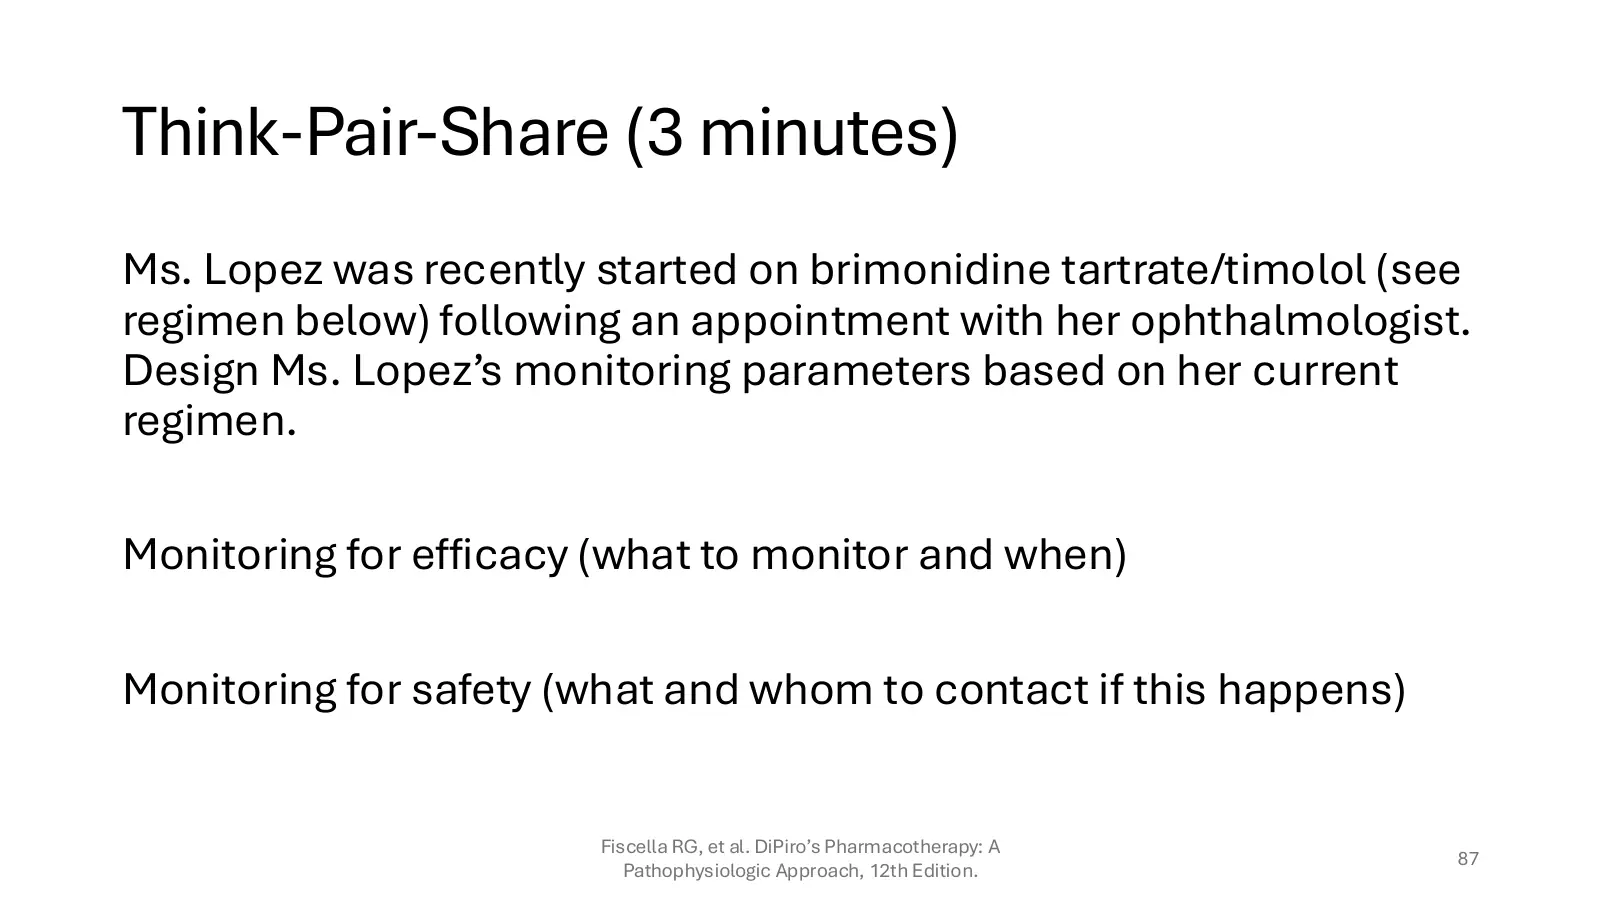 Think-Pair-Share (3 minutes)
Ms. Lopez was recently started on brimonidine tartrate/timolol (see
regimen below) following an appointment with her ophthalmologist.
Design Ms. Lopez’s monitoring parameters based on her current
regimen.
Monitoring for efficacy (what to monitor and when)
Monitoring for safety (what and whom to contact if this happens)
Fiscella RG, et al. DiPiro’s Pharmacotherapy: A
Pathophysiologic Approach, 12th Edition.
87